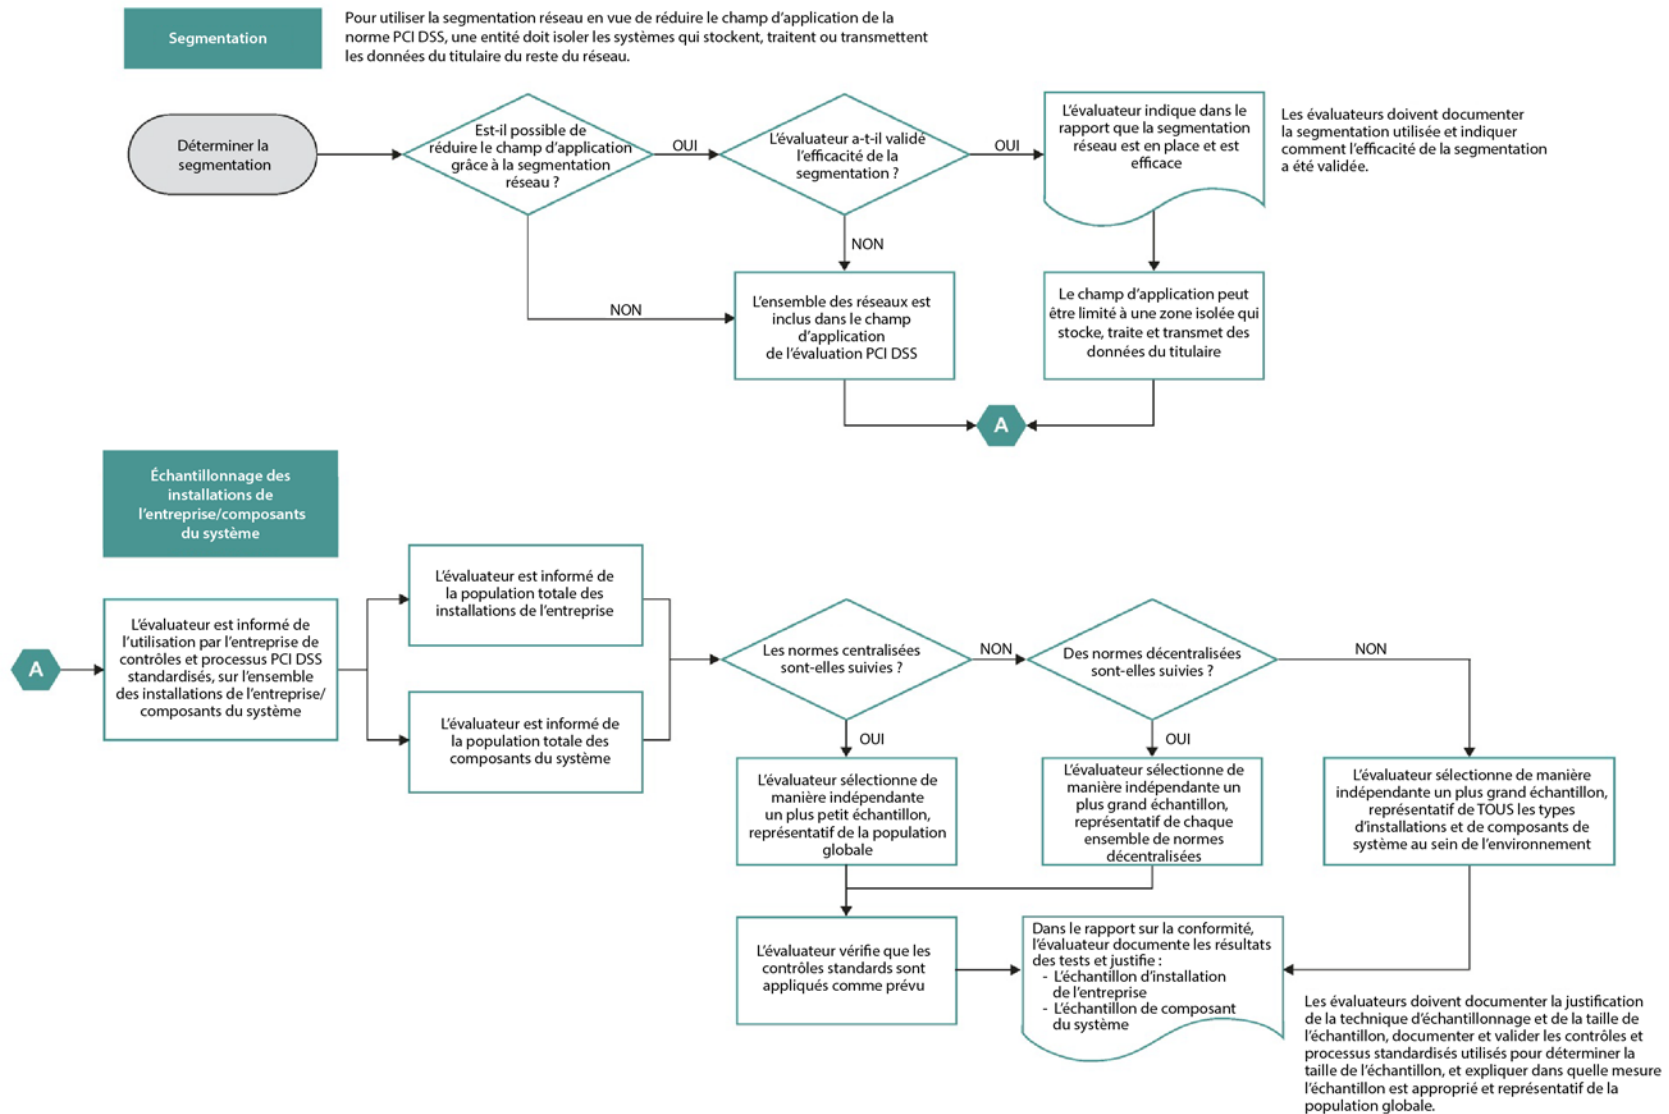 Segmentation
Pour utiliser la segmentation réseau en vue de réduire le champ d'application de la
norme PCI DSS, une entité doit isoler les systèmes qui stockent, traitent ou transmettent
les données du titulaire du reste du réseau.
Déterminer la
segmentation
Est-il possible de
réduire le champ d'application
grâce à la segmentation
réseau ?
OUI
L'évaluateur a-t-il validé
l'efficacité de la
segmentation ?
OUI
L'évaluateur indique dans le
rapport que la segmentation
réseau est en place et est
efficace
Les évaluateurs doivent documenter
la segmentation utilisée et indiquer
comment l'efficacité de la segmentation
a été validée.
NON
NON
L'ensemble des réseaux est
inclus dans le champ
d'application
de l'évaluation PCI DSS
Le champ d'application peut
être limité à une zone isolée qui
stocke, traite et transmet des
données du titulaire
A
Échantillonnage des
installations de
l'entreprise/composants
du système
A
L'évaluateur est informé de
l'utilisation par l'entreprise de
contrôles et processus PCI DSS
standardisés, sur l'ensemble
des installations de l'entreprise/
composants du système
L'évaluateur est informé de
la population totale des
installations de l'entreprise
L'évaluateur est informé de
la population totale des
composants du système
Les normes centralisées
sont-elles suivies ?
NON
Des normes décentralisées
sont-elles suivies ?
NON
OUI
OUI
L'évaluateur sélectionne de
manière indépendante
un plus petit échantillon,
représentatif de la population
globale
L'évaluateur sélectionne de
manière indépendante un
plus grand échantillon,
représentatif de chaque
ensemble de normes
décentralisées
L'évaluateur sélectionne de manière
indépendante un plus grand échantillon,
représentatif de TOUS les types
d'installations et de composants de
système au sein de l'environnement
L'évaluateur vérifie que les
contrôles standards sont
appliqués comme prévu
Dans le rapport sur la conformité,
l'évaluateur documente les résultats
des tests et justifie :
- L'échantillon d'installation
de l'entreprise
- L'échantillon de composant
du système
Les évaluateurs doivent documenter la justification
de la technique d'échantillonnage et de la taille de
l'échantillon, documenter et valider les contrôles et
processus standardisés utilisés pour déterminer la
taille de l'échantillon, et expliquer dans quelle mesure
l'échantillon est approprié et représentatif de la
population globale.